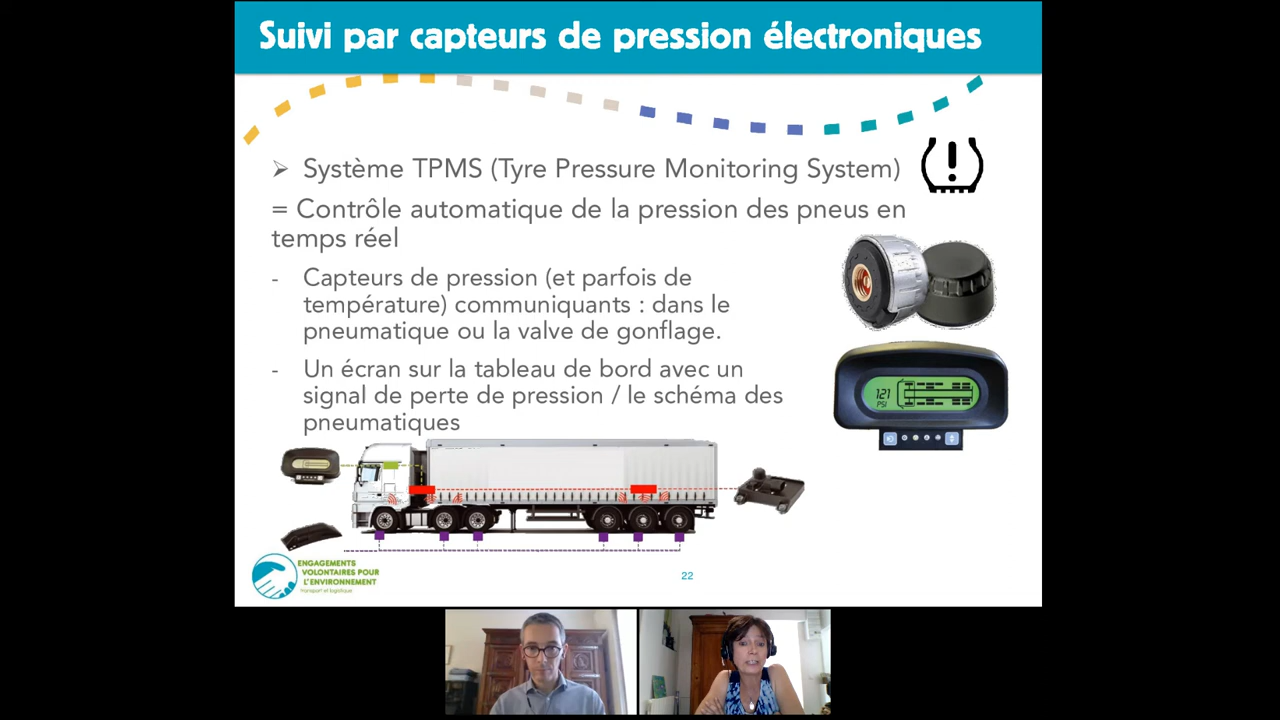 Suivi par capteurs de pression électroniques
➢ Système TPMS (Tyre Pressure Monitoring System)
= Contrôle automatique de la pression des pneus en
temps réel
- Capteurs de pression (et parfois de
température) communiquants : dans le
pneumatique ou la valve de gonflage.
- Un écran sur la tableau de bord avec un
signal de perte de pression / le schéma des
pneumatiques
121
PSI
ENGAGEMENTS
VOLONTAIRES POUR
L'ENVIRONNEMENT
transport et logistique
22